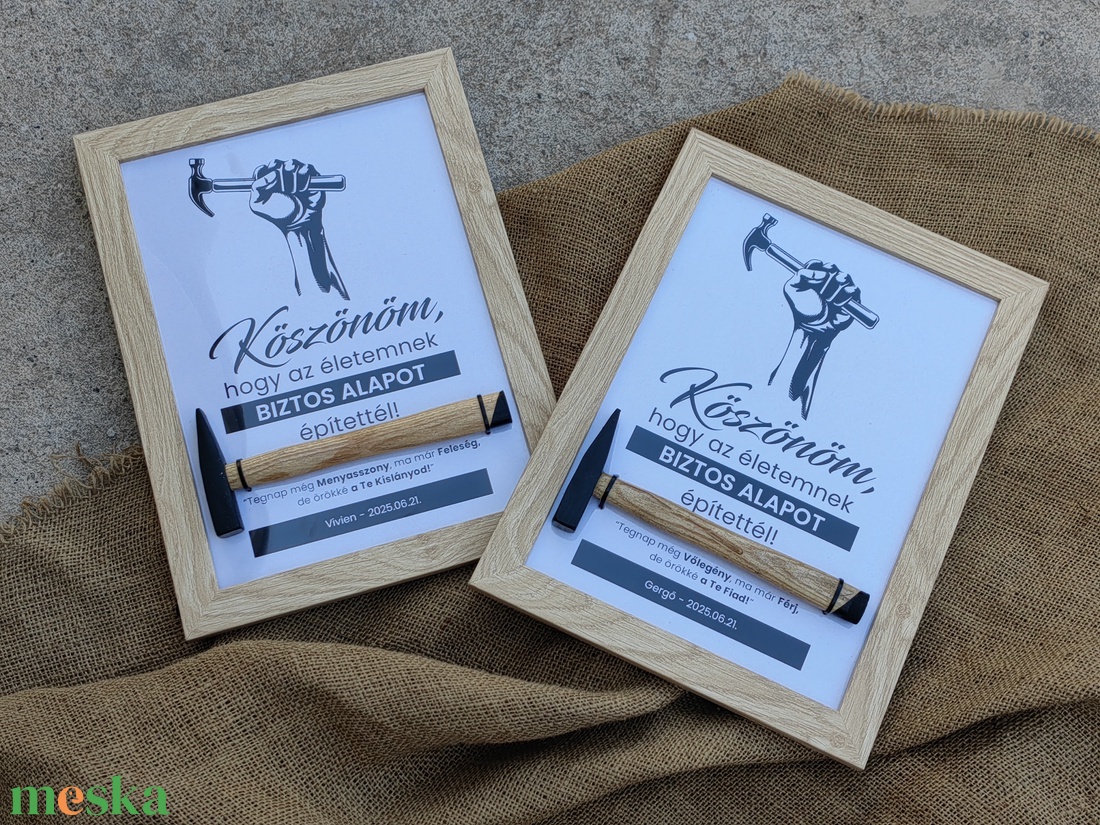 Köszönöm,
hogy az életemnek
BIZTOS ALAPOT
építettél!
"Tegnap még Menyasszony, ma már Feleség,
de örökké a Te Kislányod!"
Vivien - 2025.06.21.
Köszönöm,
hogy az életemnek
BIZTOS ALAPOT
építettél!
"Tegnap még Vőlegény, ma már Férj,
de örökké a Te Fiad!"
Gergő - 2025.06.21.
meska